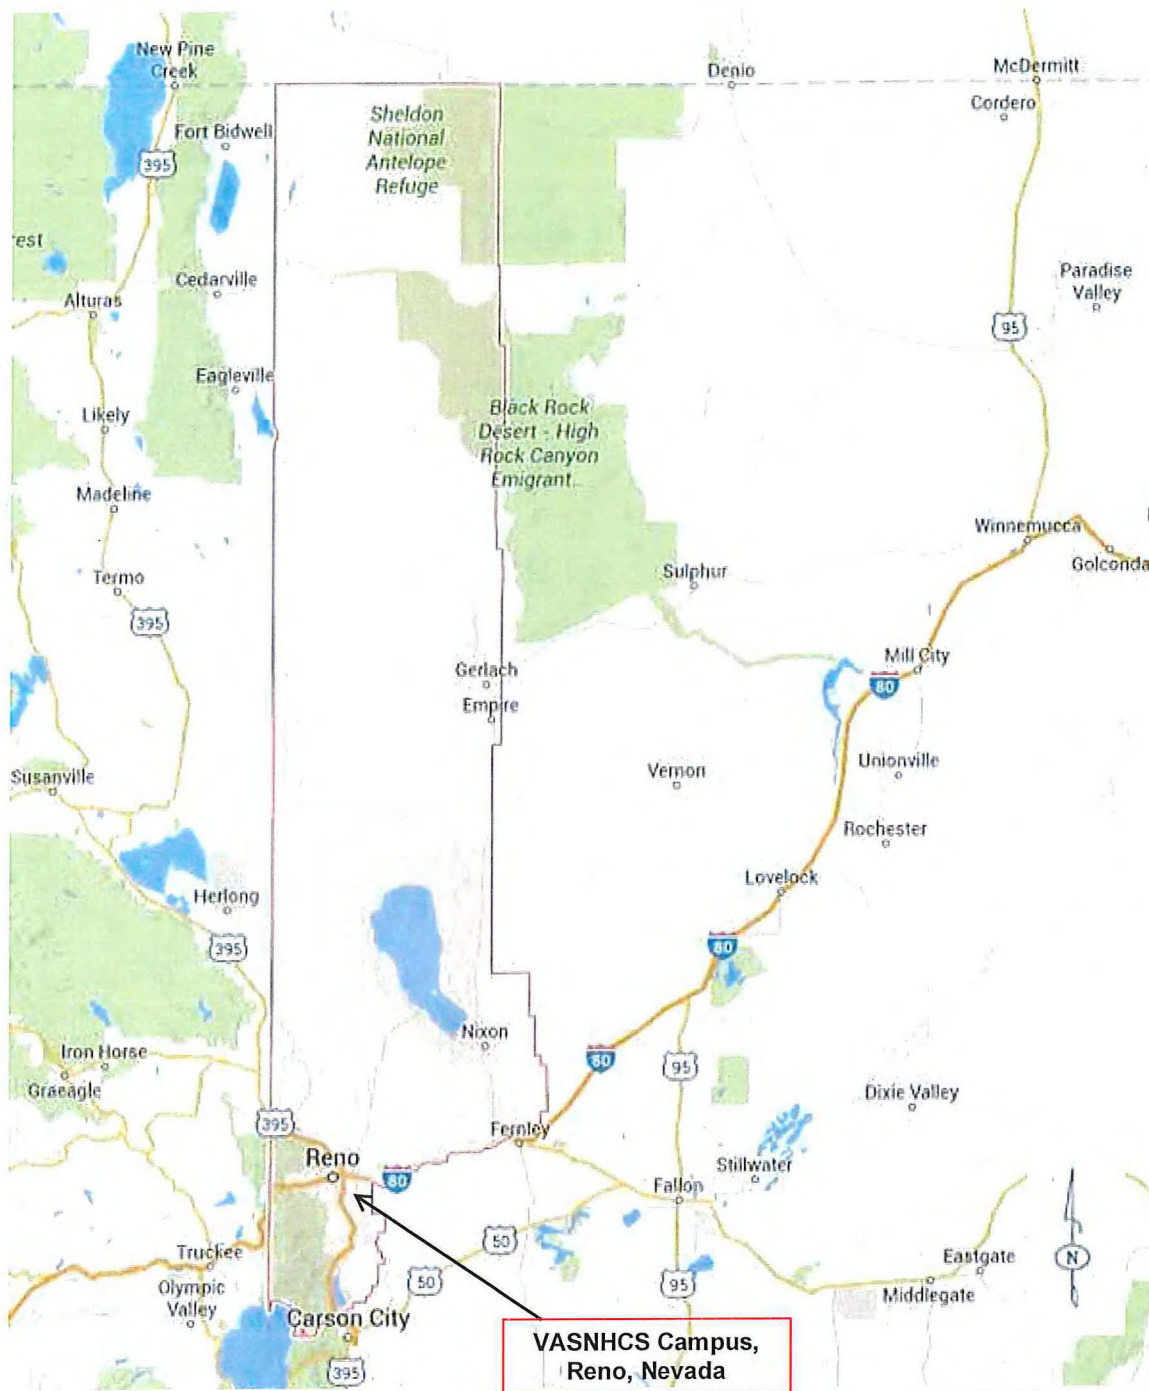 New Pine
Creek
Denio
McDermitt
Cordero
Sheldon
National
Antelope
Refuge
Fort Bidwell
395
est
Cedarville
Paradise
Valley
Alturas
95
Eagleville
Black Rock
Desert - High
Rock Canyon
Emigrant...
Likely
Madeline
Winnemucca
Golconda
Termo
Sulphur
395
Mill City
Gerlach
80
Empire
Susanville
Vernon
Unionville
Rochester
Lovelock
Herlong
395
80
Nixon
Iron Horse
80
95
Graeagle
Dixie Valley
395
Fernley
Reno
80
Stillwater
Fallon
50
Truckee
Eastgate
N
50
95
Olympic
Valley
Middlegate
Carson City
395
VASNHCS Campus,
Reno, Nevada